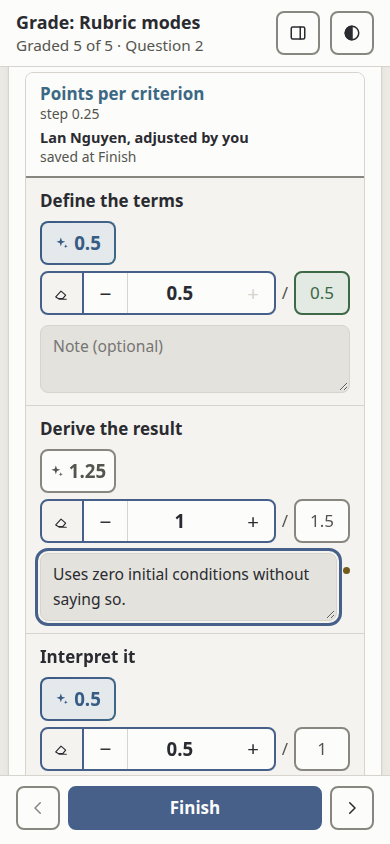 Grade: Rubric modes
Graded 5 of 5 · Question 2
Points per criterion
step 0.25
Lan Nguyen, adjusted by you
saved at Finish
Define the terms
0.5
− 0.5 + / 0.5
Note (optional)
Derive the result
1.25
− 1 + / 1.5
Uses zero initial conditions without
saying so.
Interpret it
0.5
− 0.5 + / 1
Finish